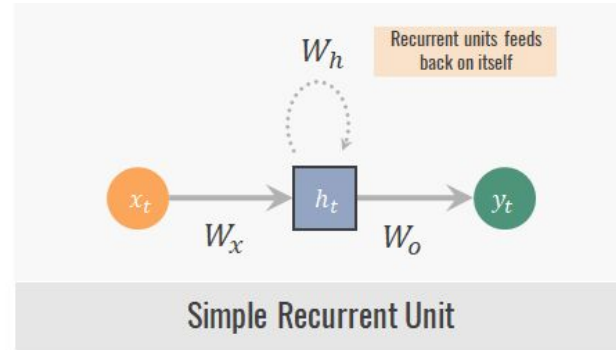 Recurrent units feeds
back on itself
W_h
x_t
h_t
y_t
W_x
W_o
Simple Recurrent Unit